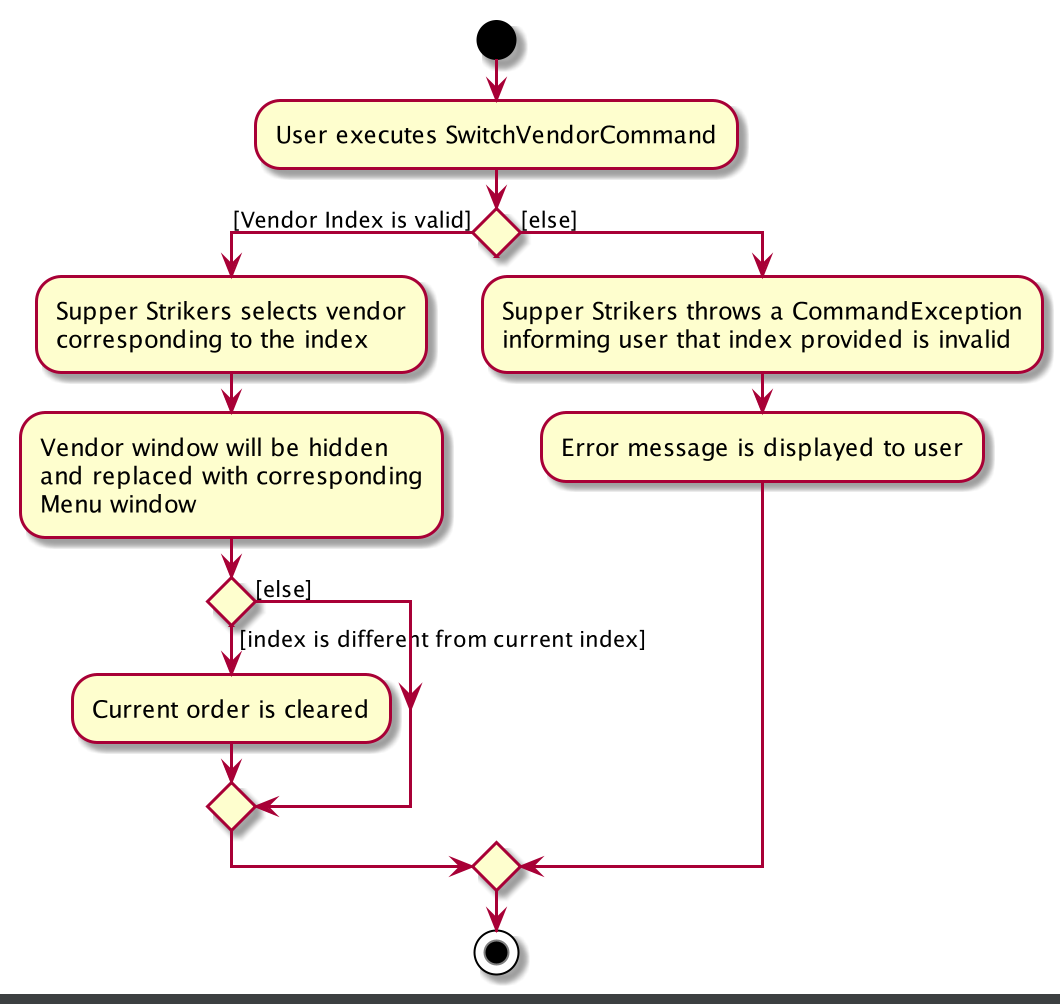 User executes SwitchVendorCommand
[Vendor Index is valid]
[else]
Supper Strikers selects vendor
corresponding to the index
Supper Strikers throws a CommandException
informing user that index provided is invalid
Vendor window will be hidden
and replaced with corresponding
Menu window
Error message is displayed to user
[else]
[index is different from current index]
Current order is cleared